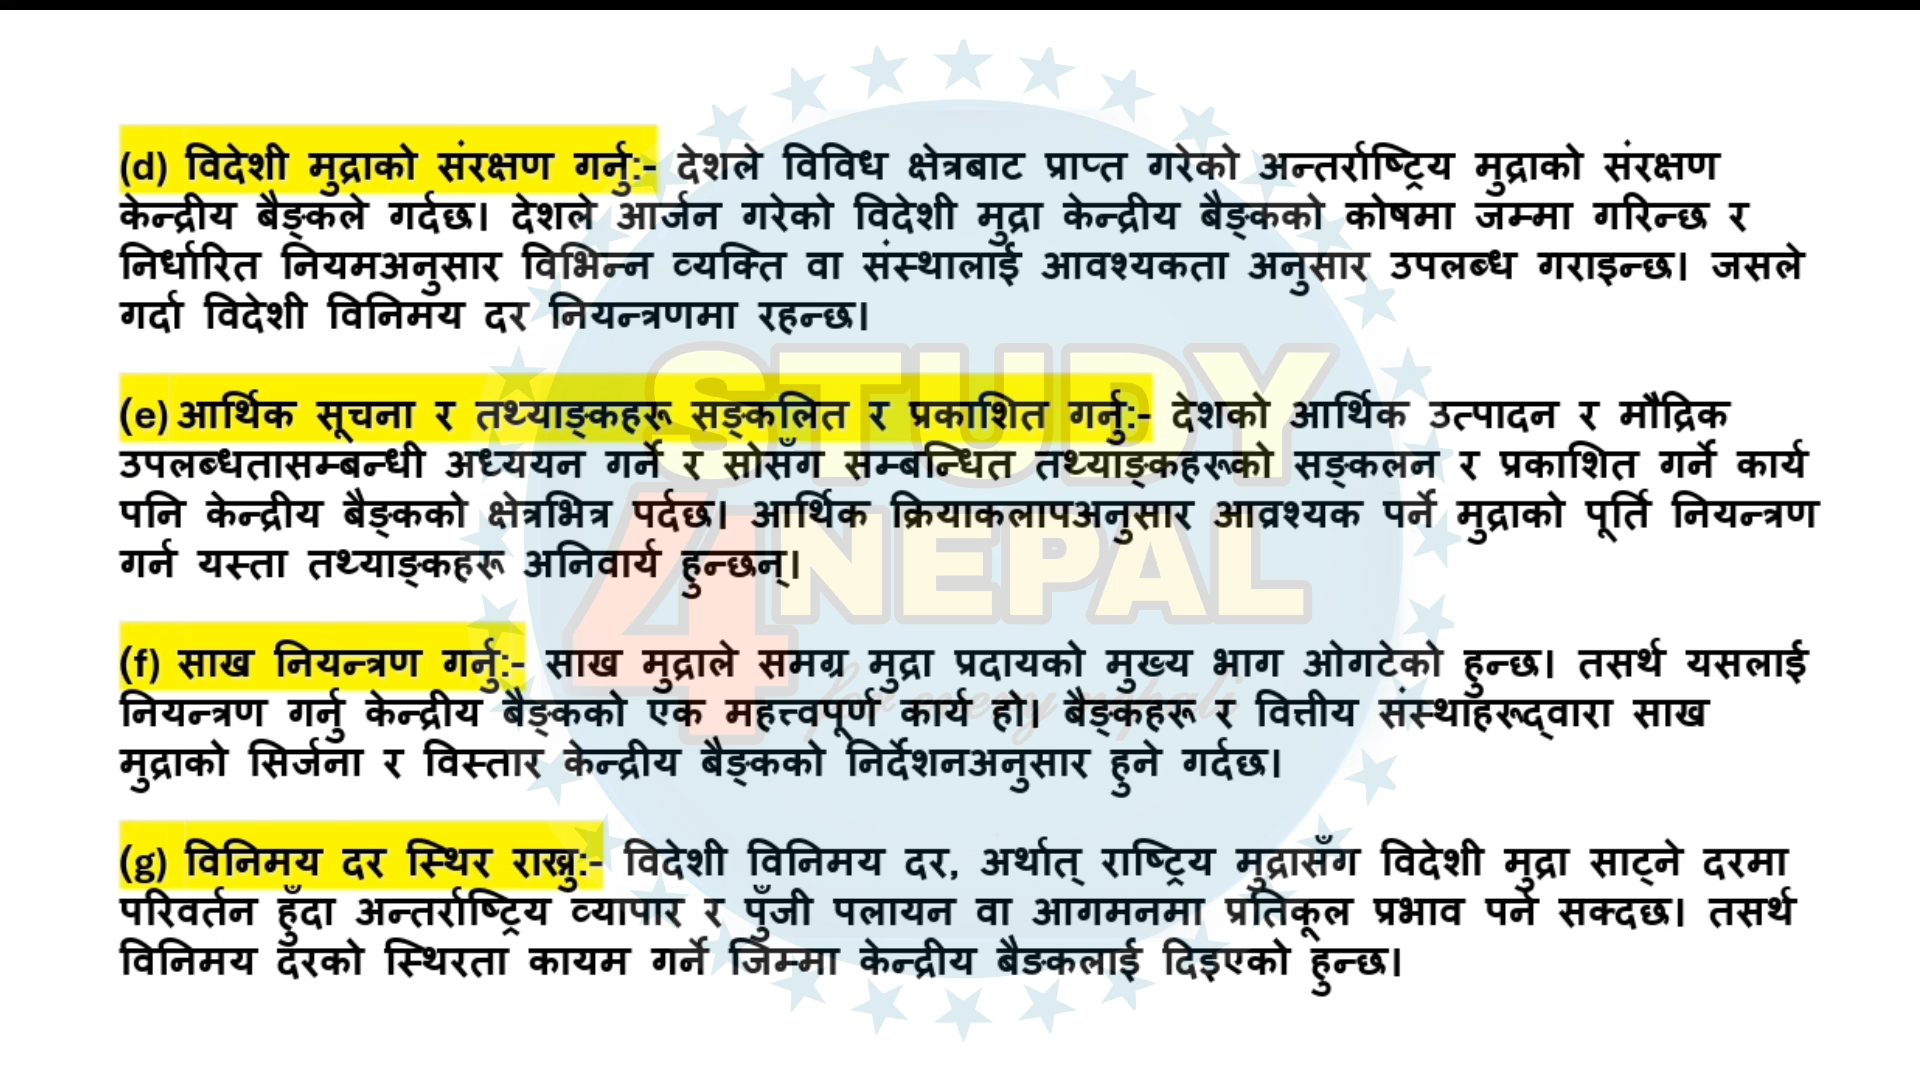 (d) विदेशी मुद्राको संरक्षण गर्नु:- देशले विविध क्षेत्रबाट प्राप्त गरेको अन्तर्राष्ट्रिय मुद्राको संरक्षण
केन्द्रीय बैङ्कले गर्दछ। देशले आर्जन गरेको विदेशी मुद्रा केन्द्रीय बैङ्कको कोषमा जम्मा गरिन्छ र
निर्धारित नियमअनुसार विभिन्न व्यक्ति वा संस्थालाई आवश्यकता अनुसार उपलब्ध गराइन्छ। जसले
गर्दा विदेशी विनिमय दर नियन्त्रणमा रहन्छ।
(e) आर्थिक सूचना र तथ्याङ्कहरू सङ्कलित र प्रकाशित गर्नु:- देशको आर्थिक उत्पादन र मौद्रिक
उपलब्धतासम्बन्धी अध्ययन गर्ने र सोसँग सम्बन्धित तथ्याङ्कहरूको सङ्कलन र प्रकाशित गर्ने कार्य
पनि केन्द्रीय बैङ्कको क्षेत्रभित्र पर्दछ। आर्थिक क्रियाकलापअनुसार आवश्यक पर्ने मुद्राको पूर्ति नियन्त्रण
गर्न यस्ता तथ्याङ्कहरू अनिवार्य हुन्छन्।
(f) साख नियन्त्रण गर्नु:- साख मुद्राले समग्र मुद्रा प्रदायको मुख्य भाग ओगटेको हुन्छ। तसर्थ यसलाई
नियन्त्रण गर्नु केन्द्रीय बैङ्कको एक महत्त्वपूर्ण कार्य हो। बैङ्कहरू र वित्तीय संस्थाहरूद्वारा साख
मुद्राको सिर्जना र विस्तार केन्द्रीय बैङ्कको निर्देशनअनुसार हुने गर्दछ।
(g) विनिमय दर स्थिर राख्नु:- विदेशी विनिमय दर, अर्थात् राष्ट्रिय मुद्रासँग विदेशी मुद्रा साट्ने दरमा
परिवर्तन हुँदा अन्तर्राष्ट्रिय व्यापार र पुँजी पलायन वा आगमनमा प्रतिकूल प्रभाव पर्न सक्दछ। तसर्थ
विनिमय दरको स्थिरता कायम गर्ने जिम्मा केन्द्रीय बैङकलाई दिइएको हुन्छ।
STUDY
4 NEPAL
for every nepali